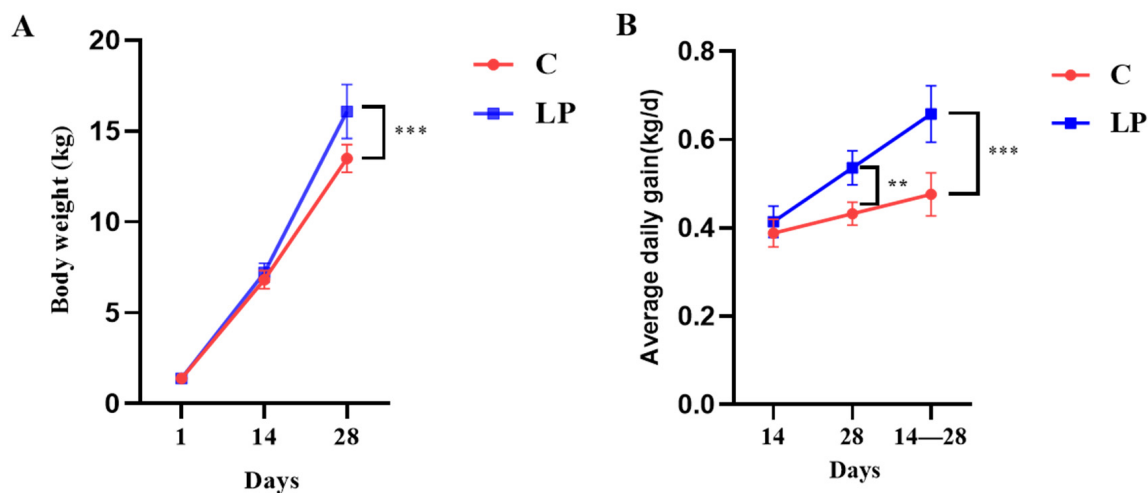 A
Body weight (kg)
20
15
10
5
0
1 14 28
Days
C
LP
***
B
Average daily gain(kg/d)
0.8
0.6
0.4
0.2
0.0
14 28 14—28
Days
C
LP
**
***